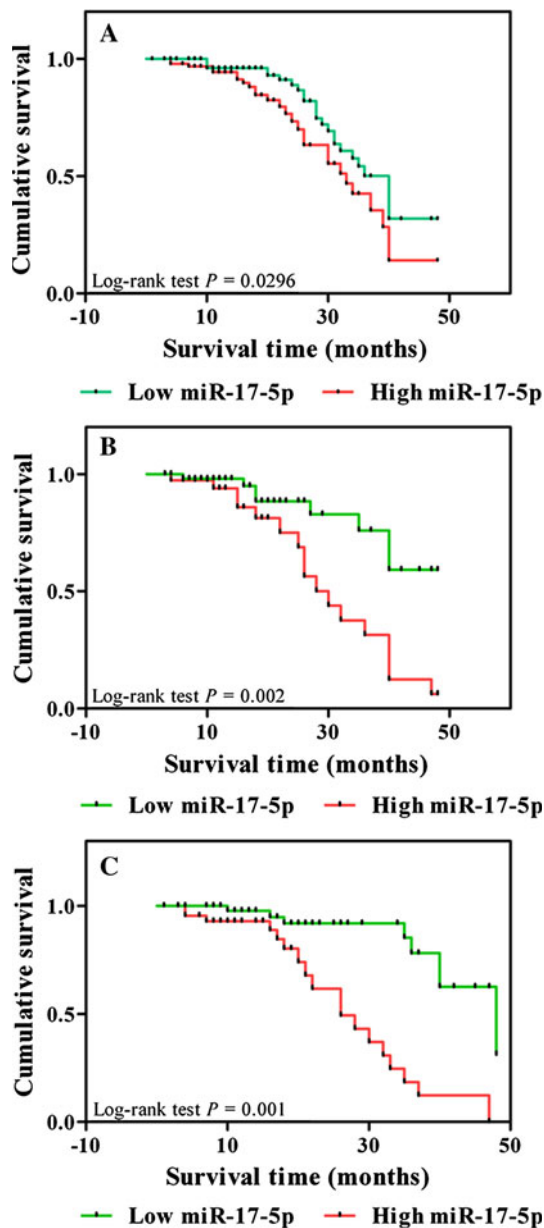 A
Cumulative survival
1.0
0.5
0.0
Log-rank test P = 0.0296
-10 10 30 50
Survival time (months)
Low miR-17-5p High miR-17-5p
B
Cumulative survival
1.0
0.5
0.0
Log-rank test P = 0.002
-10 10 30 50
Survival time (months)
Low miR-17-5p High miR-17-5p
C
Cumulative survival
1.0
0.5
0.0
Log-rank test P = 0.001
-10 10 30 50
Survival time (months)
Low miR-17-5p High miR-17-5p